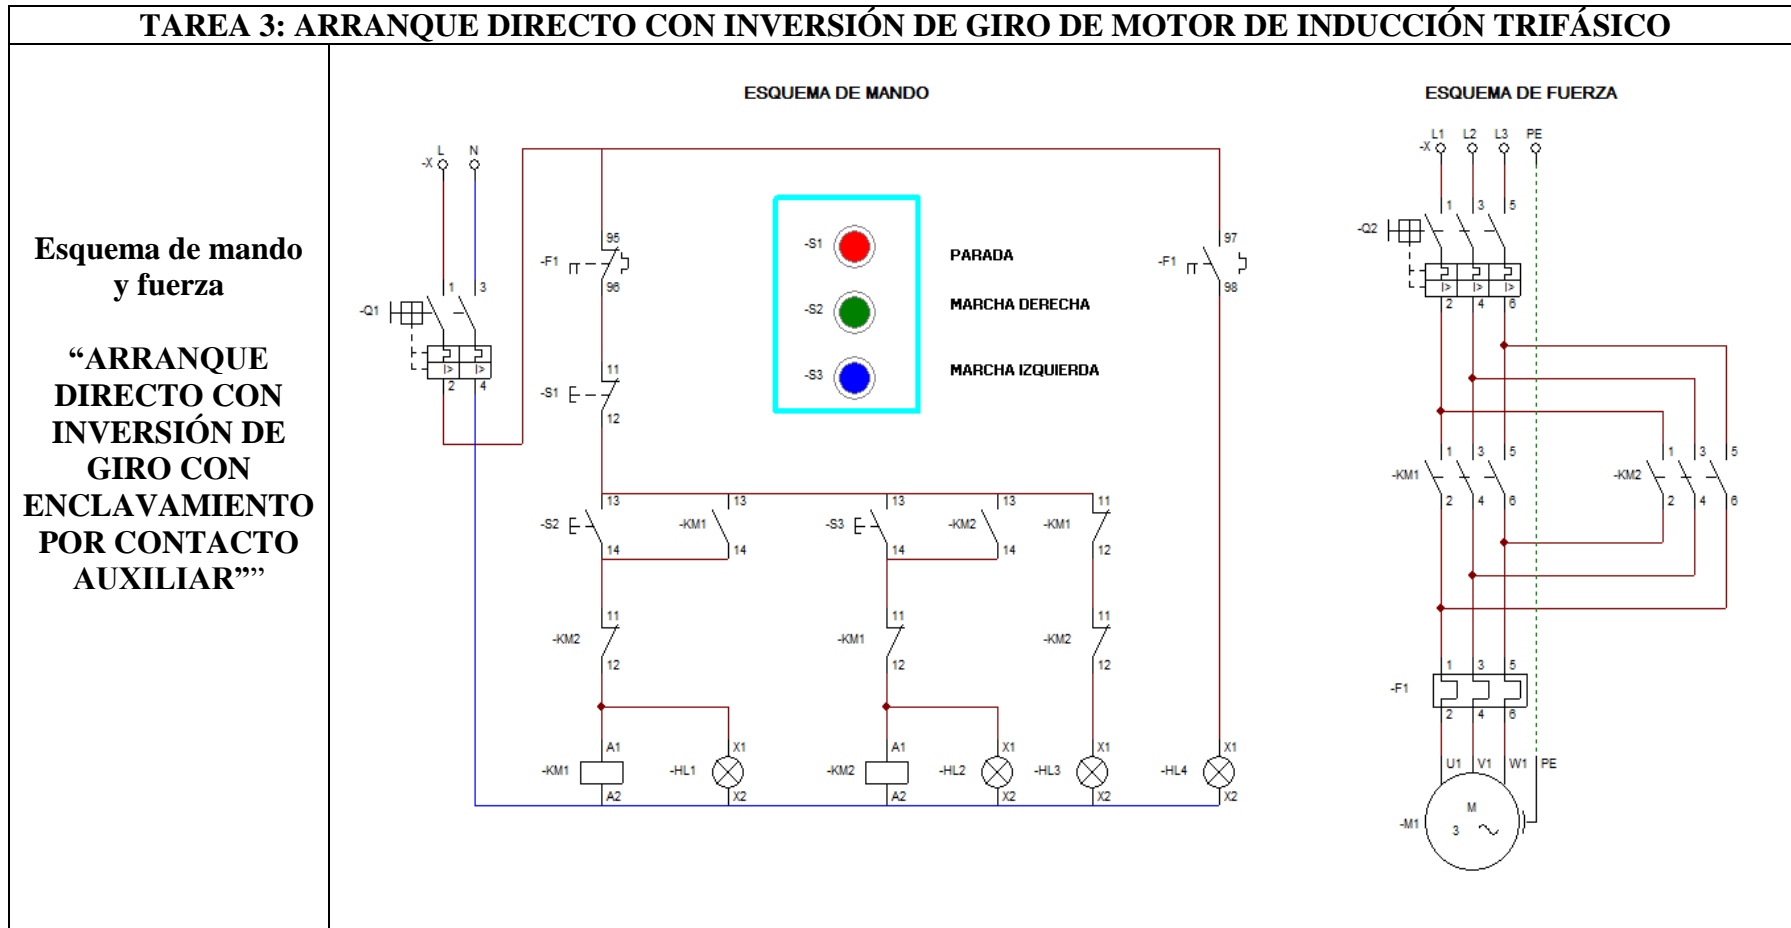 TAREA 3: ARRANQUE DIRECTO CON INVERSIÓN DE GIRO DE MOTOR DE INDUCCIÓN TRIFÁSICO
Esquema de mando
y fuerza
“ARRANQUE
DIRECTO CON
INVERSIÓN DE
GIRO CON
ENCLAVAMIENTO
POR CONTACTO
AUXILIAR””
ESQUEMA DE MANDO
L N
-X
-Q1
1 3
I> I>
2 4
95
-F1
96
11
-S1
12
-S1 PARADA
-S2 MARCHA DERECHA
-S3 MARCHA IZQUIERDA
97
-F1
98
13 13 13 13 11
-S2 -KM1 -S3 -KM2 -KM1
14 14 14 14 12
11 11 11
-KM2 -KM1 -KM2
12 12 12
A1 X1 A1 X1 X1 X1
-KM1 -HL1 -KM2 -HL2 -HL3 -HL4
A2 X2 A2 X2 X2 X2
ESQUEMA DE FUERZA
L1 L2 L3 PE
-X
1 3 5
-Q2
I> I> I>
2 4 6
1 3 5 1 3 5
-KM1 -KM2
2 4 6 2 4 6
1 3 5
-F1
2 4 6
U1 V1 W1 PE
M
-M1
3